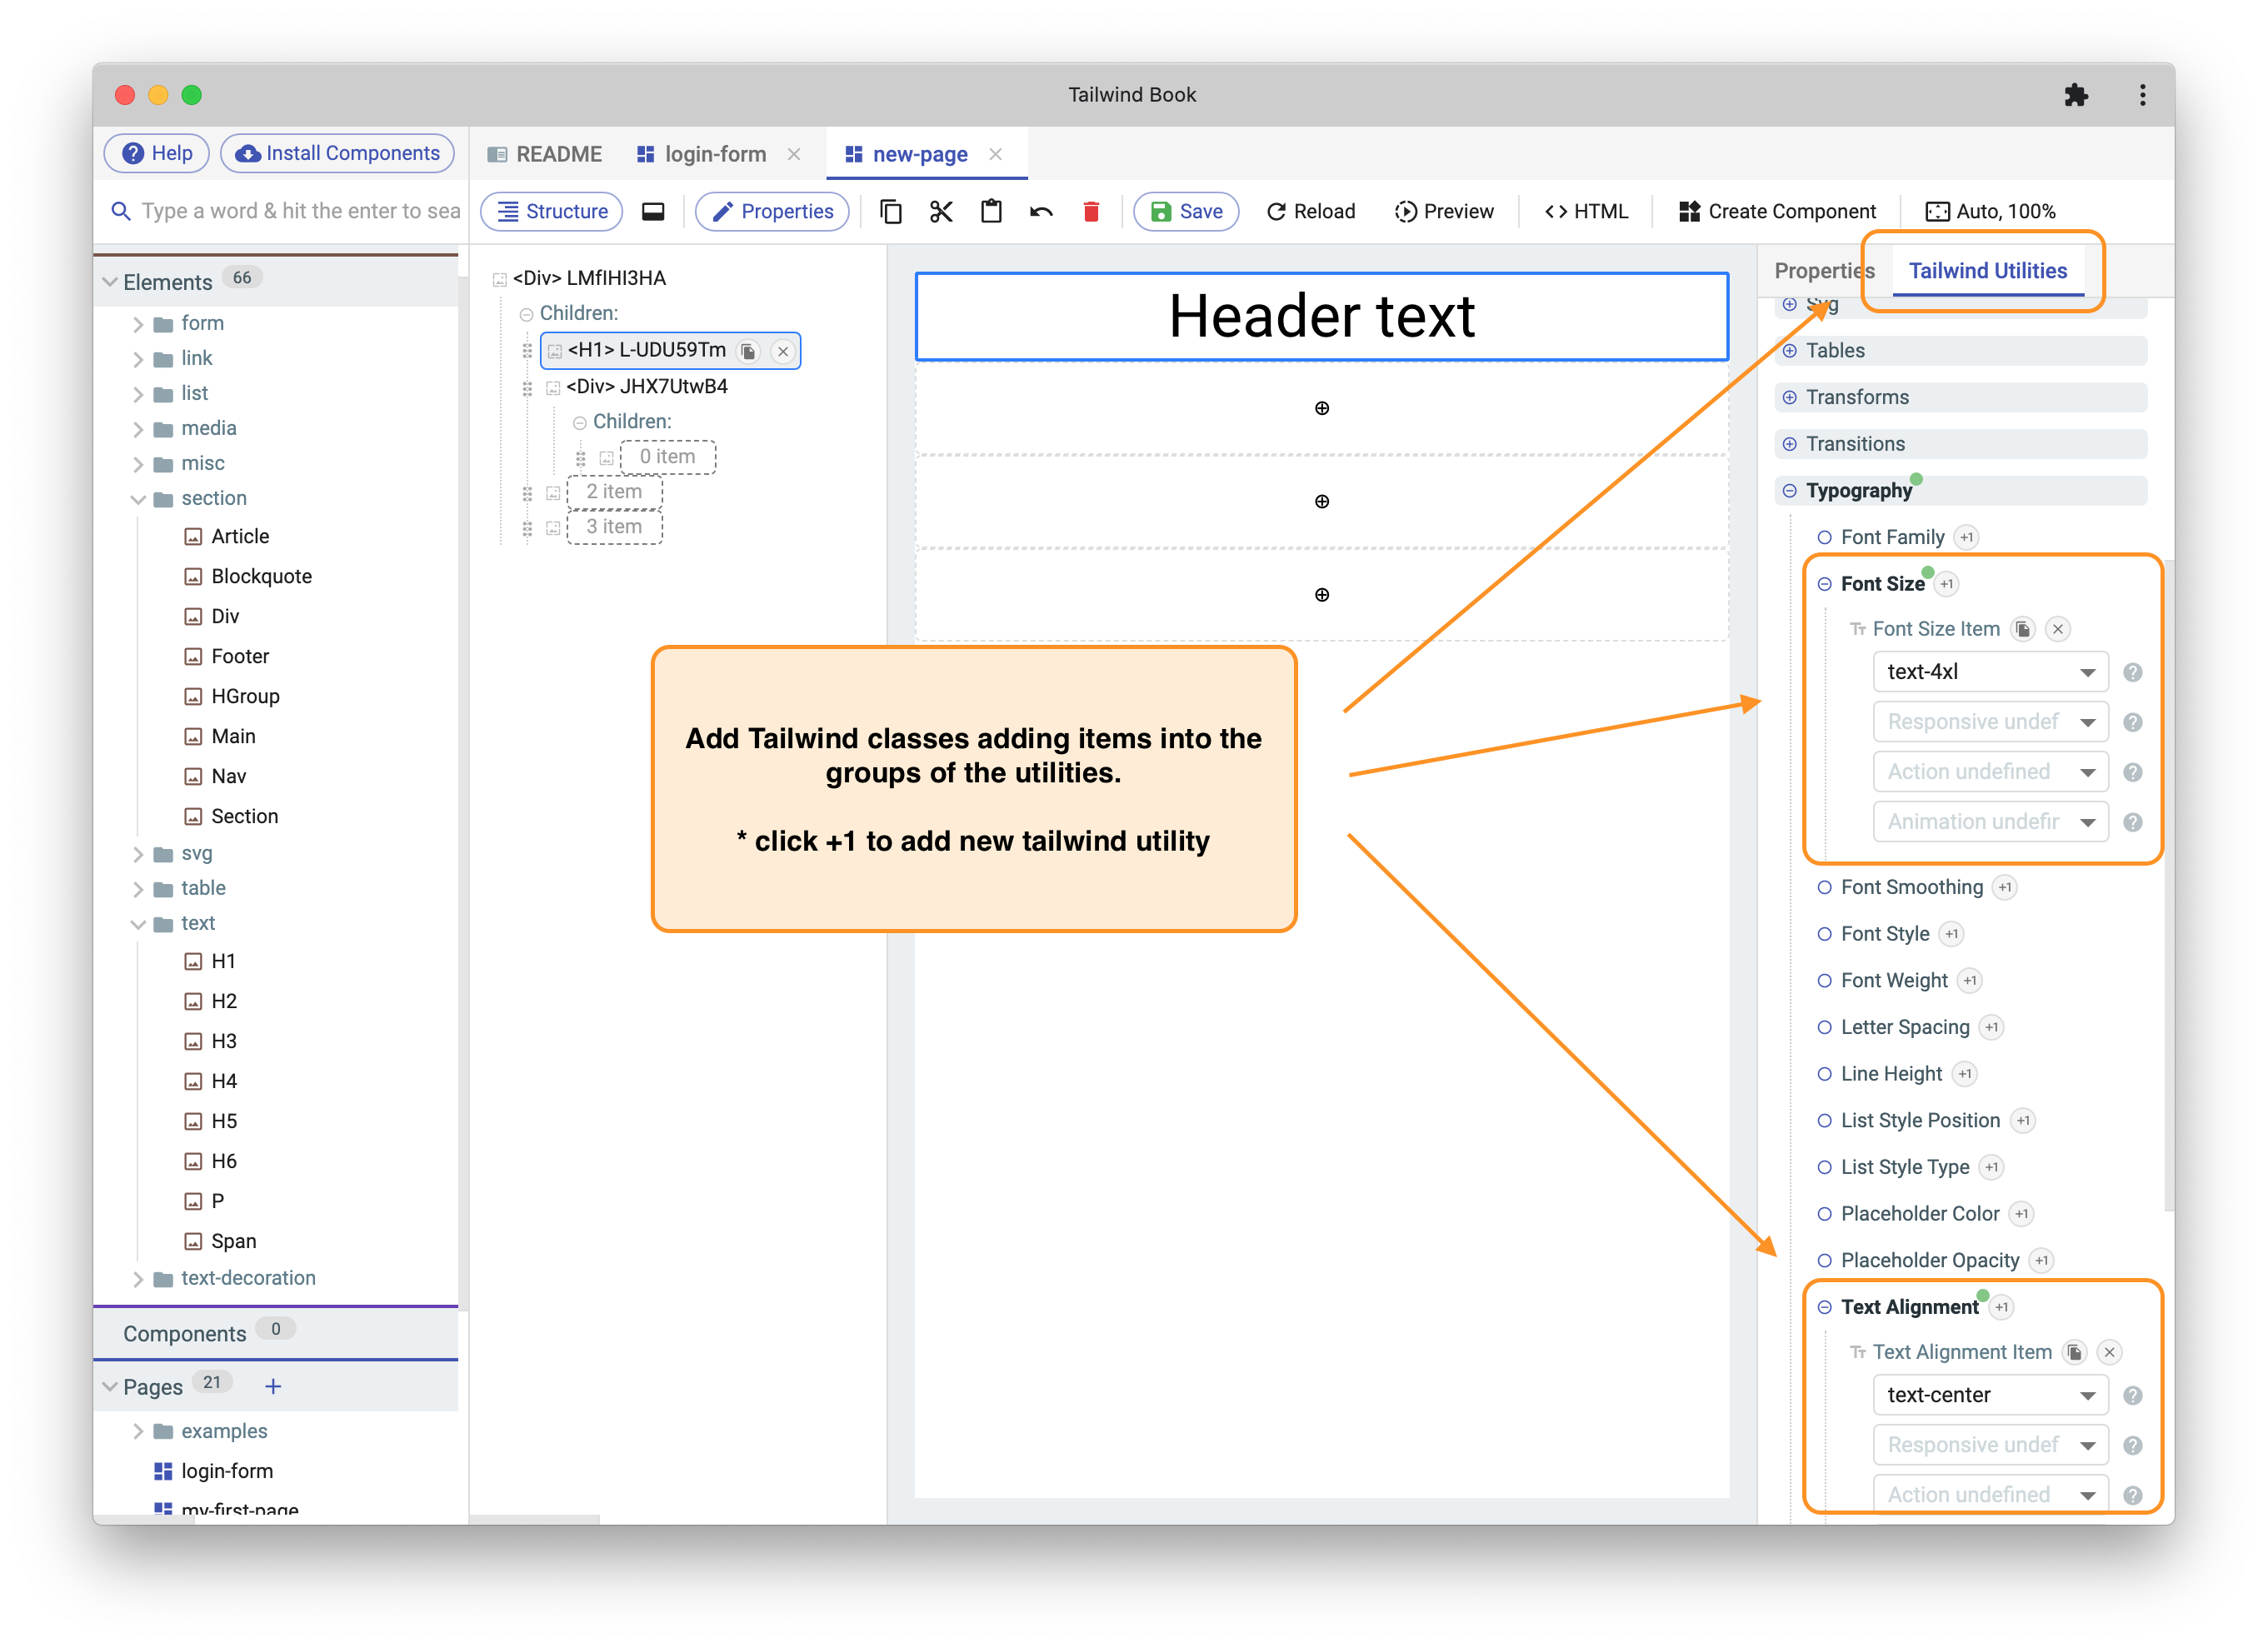 Tailwind Book
Help
Install Components
README
login-form
new-page
Type a word & hit the enter to sea
Structure
Properties
Save
Reload
Preview
HTML
Create Component
Auto, 100%
Elements 66
form
link
list
media
misc
section
Article
Blockquote
Div
Footer
HGroup
Main
Nav
Section
svg
table
text
H1
H2
H3
H4
H5
H6
P
Span
text-decoration
Components 0
Pages 21 +
examples
login-form
my-first-page
<Div> LMfIHI3HA
Children:
<H1> L-UDU59Tm
<Div> JHX7UtwB4
Children:
0 item
2 item
3 item
Header text
Add Tailwind classes adding items into the
groups of the utilities.
* click +1 to add new tailwind utility
Properties
Tailwind Utilities
Svg
Tables
Transforms
Transitions
Typography
Font Family +1
Font Size +1
Font Size Item
text-4xl
Responsive undef
Action undefined
Animation undefir
Font Smoothing +1
Font Style +1
Font Weight +1
Letter Spacing +1
Line Height +1
List Style Position +1
List Style Type +1
Placeholder Color +1
Placeholder Opacity +1
Text Alignment +1
Text Alignment Item
text-center
Responsive undef
Action undefined